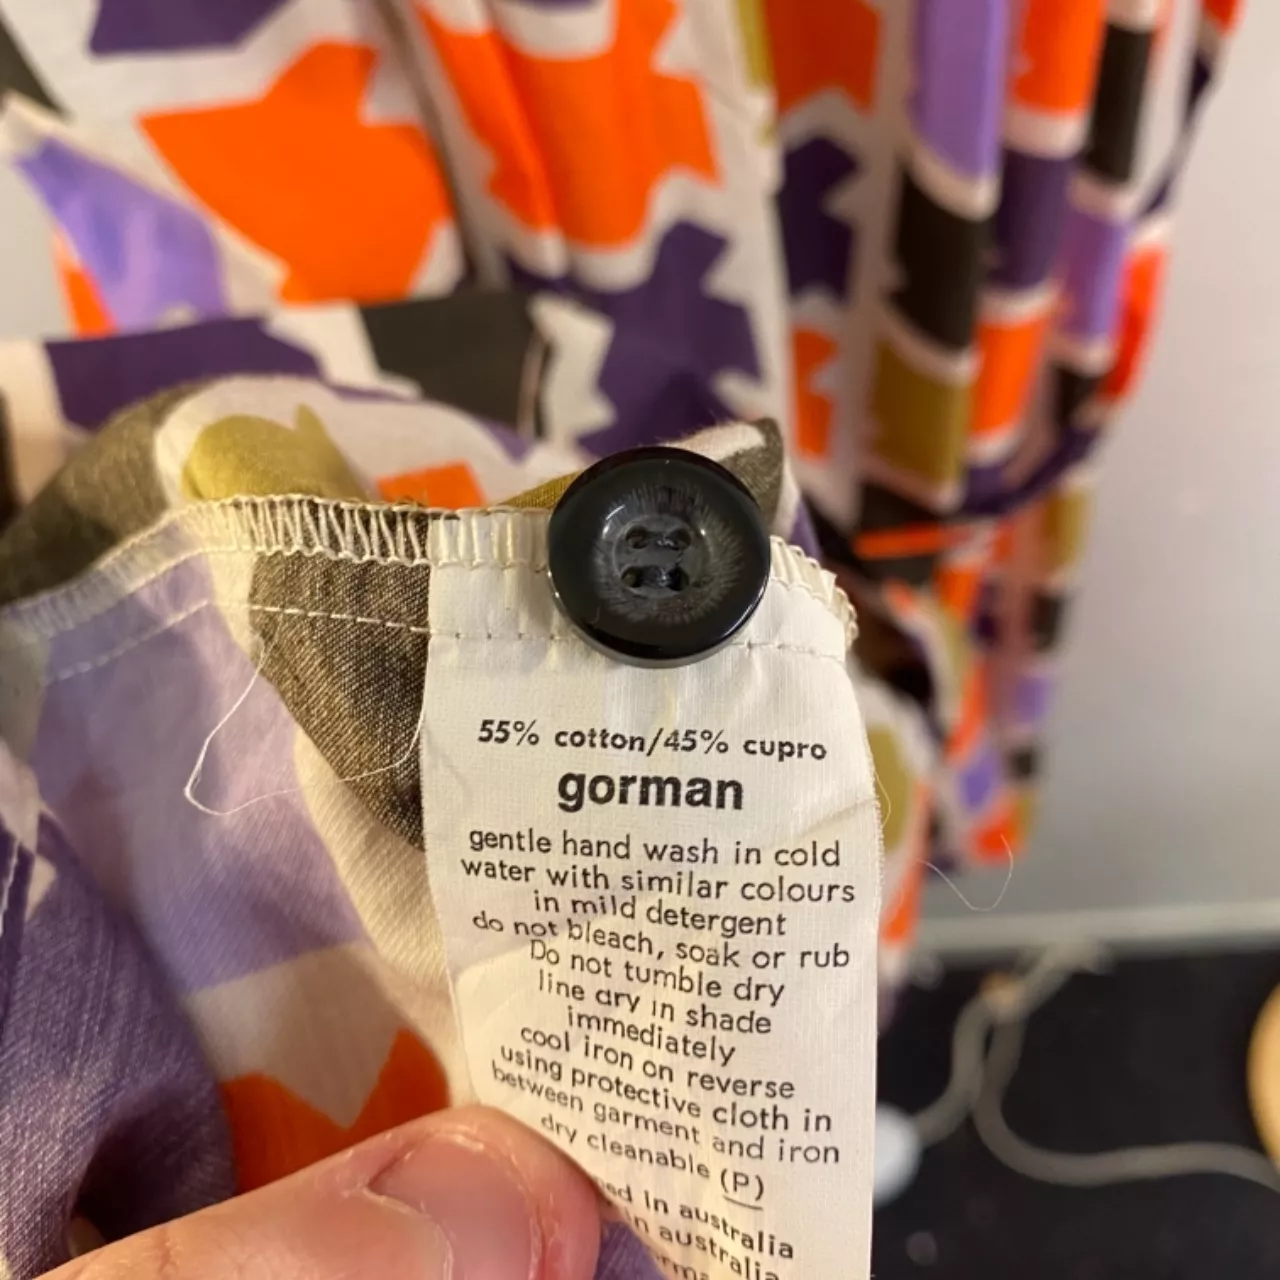 55% cotton/45% cupro
gorman
gentle hand wash in cold
water with similar colours
in mild detergent
do not bleach, soak or rub
Do not tumble dry
line dry in shade
immediately
cool iron on reverse
using protective cloth in
between garment and iron
dry cleanable (P)
in australia
in australia